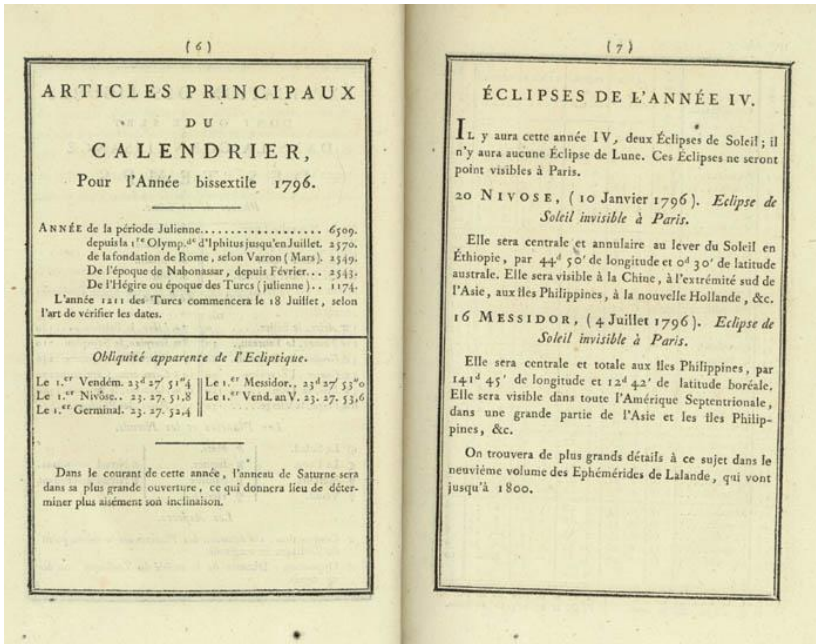 ( 6 )
ARTICLES PRINCIPAUX
DU
CALENDRIER,
Pour l'Année bissextile 1796.
ANNÉE de la période Julienne.................. 6509.
depuis la 1.re Olymp.de d'Iphitus jusqu'en Juillet. 2570.
de la fondation de Rome, selon Varron (Mars). 2549.
De l'époque de Nabonassar, depuis Février... 2543.
De l'Hégire ou époque des Turcs (julienne).. 1174.
L'année 1211 des Turcs commencera le 18 Juillet, selon
l'art de vérifier les dates.
Obliquité apparente de l'Ecliptique.
Le 1.er Vendém. 23d 27′ 51″4 || Le 1.er Messidor.. 23d 27′ 53″0
Le 1.er Nivôse.. 23. 27. 51,8 || Le 1.er Vend. an V. 23. 27. 53,6
Le 1.er Germinal. 23. 27. 52,4
Dans le courant de cette année, l'anneau de Saturne sera
dans sa plus grande ouverture, ce qui donnera lieu de déter-
miner plus aisément son inclinaison.
( 7 )
ÉCLIPSES DE L'ANNÉE IV.
IL y aura cette année IV, deux Éclipses de Soleil; il
n'y aura aucune Éclipse de Lune. Ces Éclipses ne seront
point visibles à Paris.
20 NIVOSE, (10 Janvier 1796). Eclipse de
Soleil invisible à Paris.
Elle sera centrale et annulaire au lever du Soleil en
Éthiopie, par 44d 50′ de longitude et 0d 30′ de latitude
australe. Elle sera visible à la Chine, à l'extrémité sud de
l'Asie, aux îles Philippines, à la nouvelle Hollande, &c.
16 MESSIDOR, (4 Juillet 1796). Eclipse de
Soleil invisible à Paris.
Elle sera centrale et totale aux îles Philippines, par
141d 45′ de longitude et 12d 42′ de latitude boréale.
Elle sera visible dans toute l'Amérique Septentrionale,
dans une grande partie de l'Asie et les îles Philip-
pines, &c.
On trouvera de plus grands détails à ce sujet dans le
neuvième volume des Ephémérides de Lalande, qui vont
jusqu'à 1800.